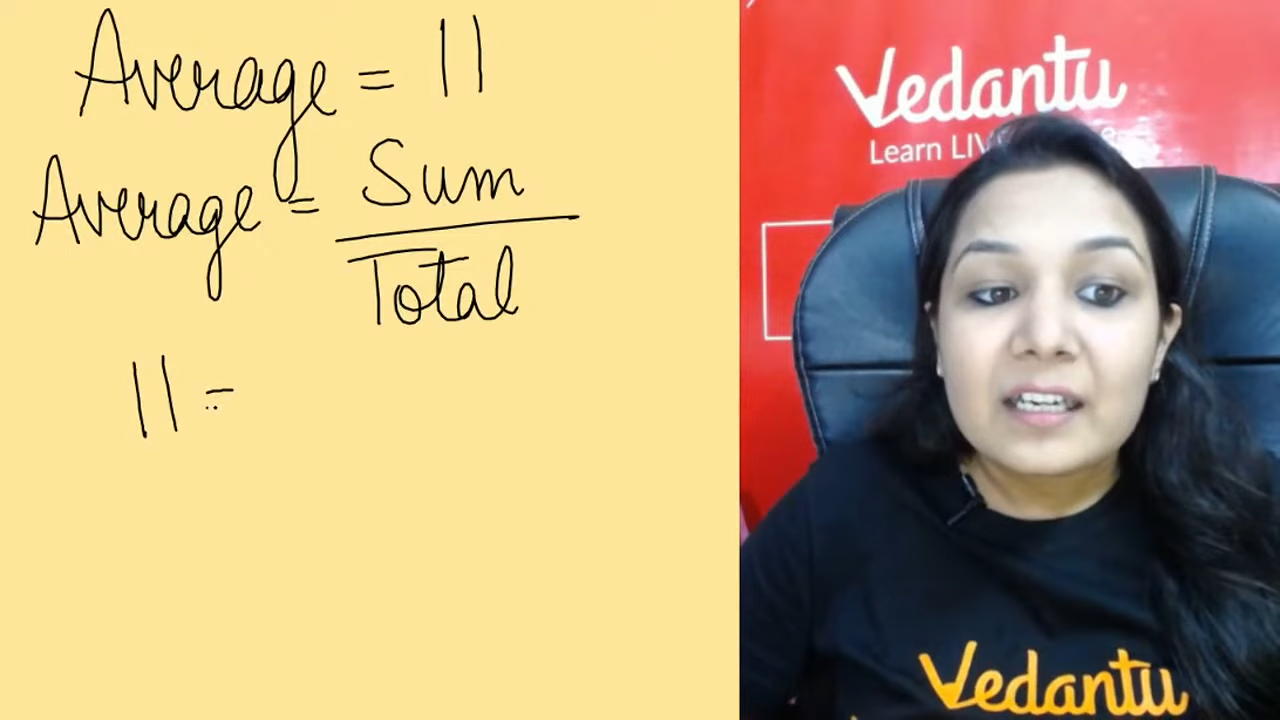 Average = 11
Average = Sum
Total
11 =
Vedantu
Learn LIV
Vedantu